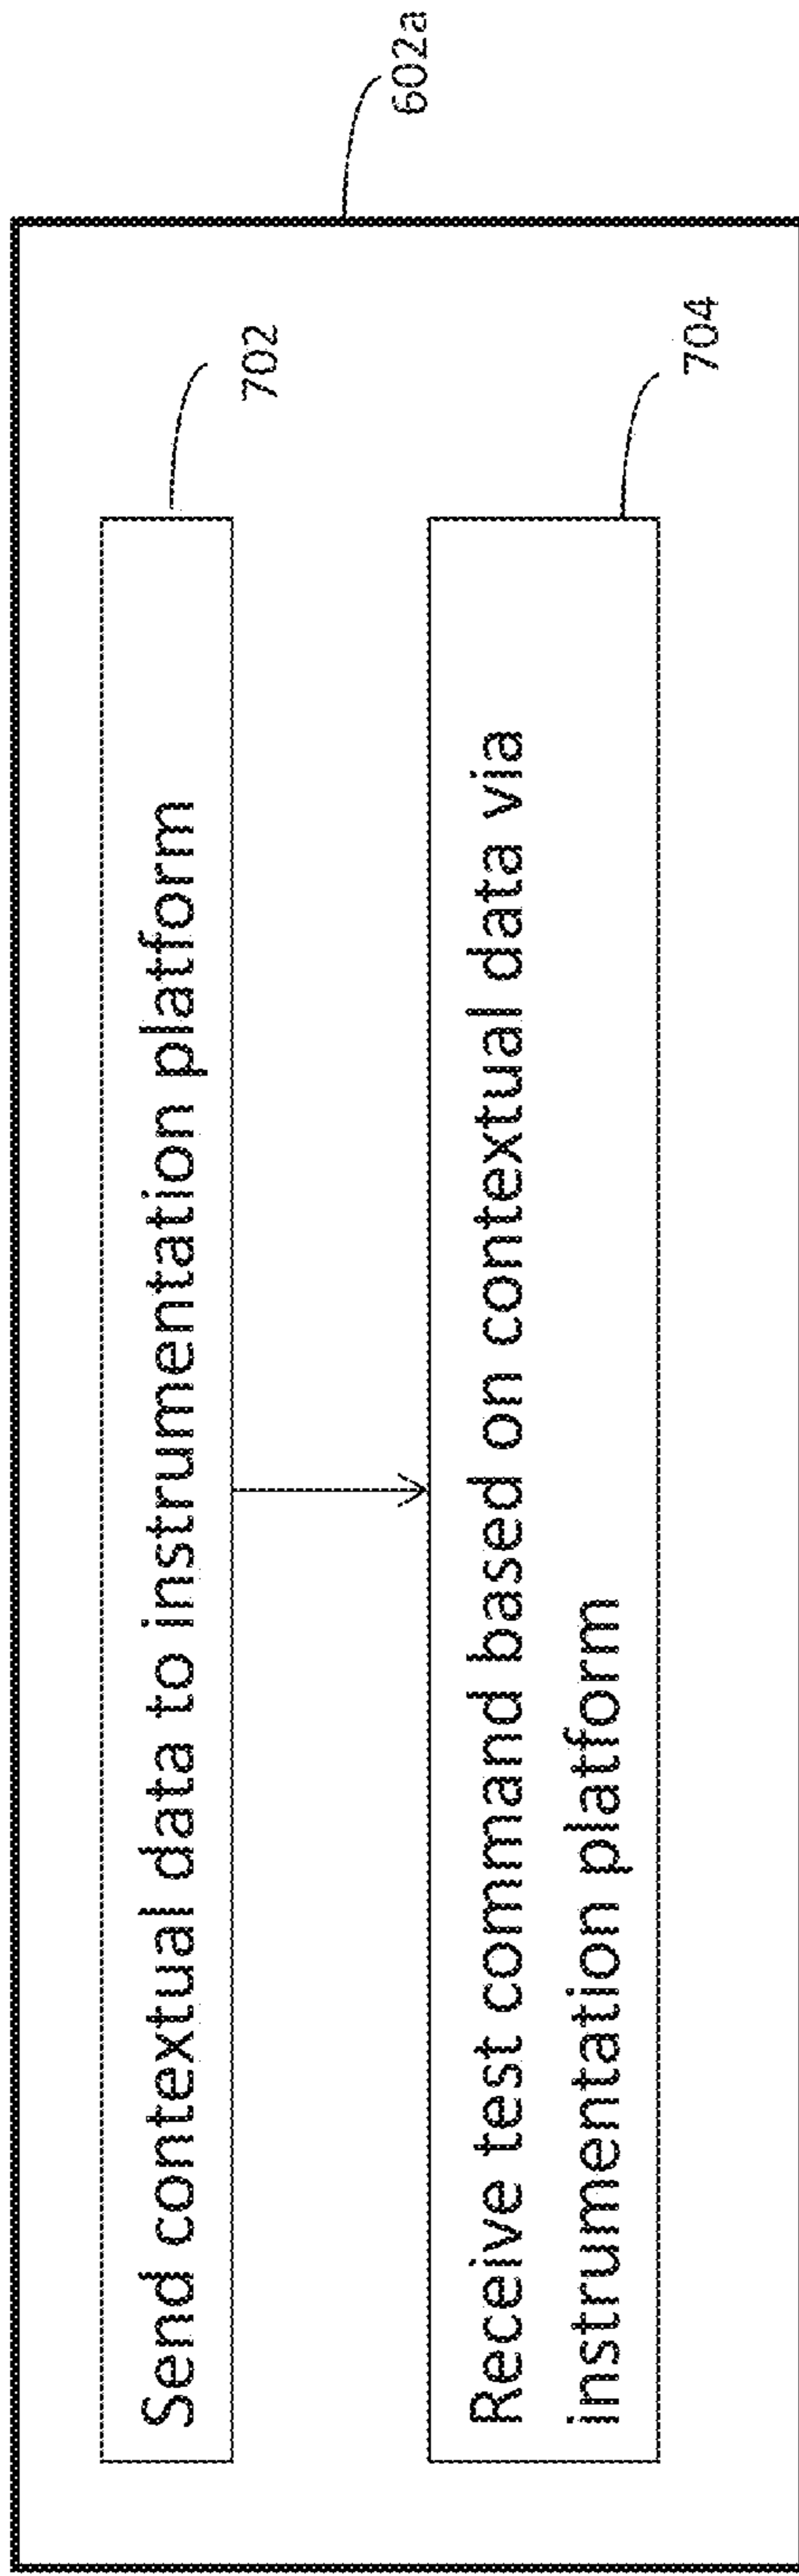 602a
Send contextual data to instrumentation platform
702
Receive test command based on contextual data via
instrumentation platform
704